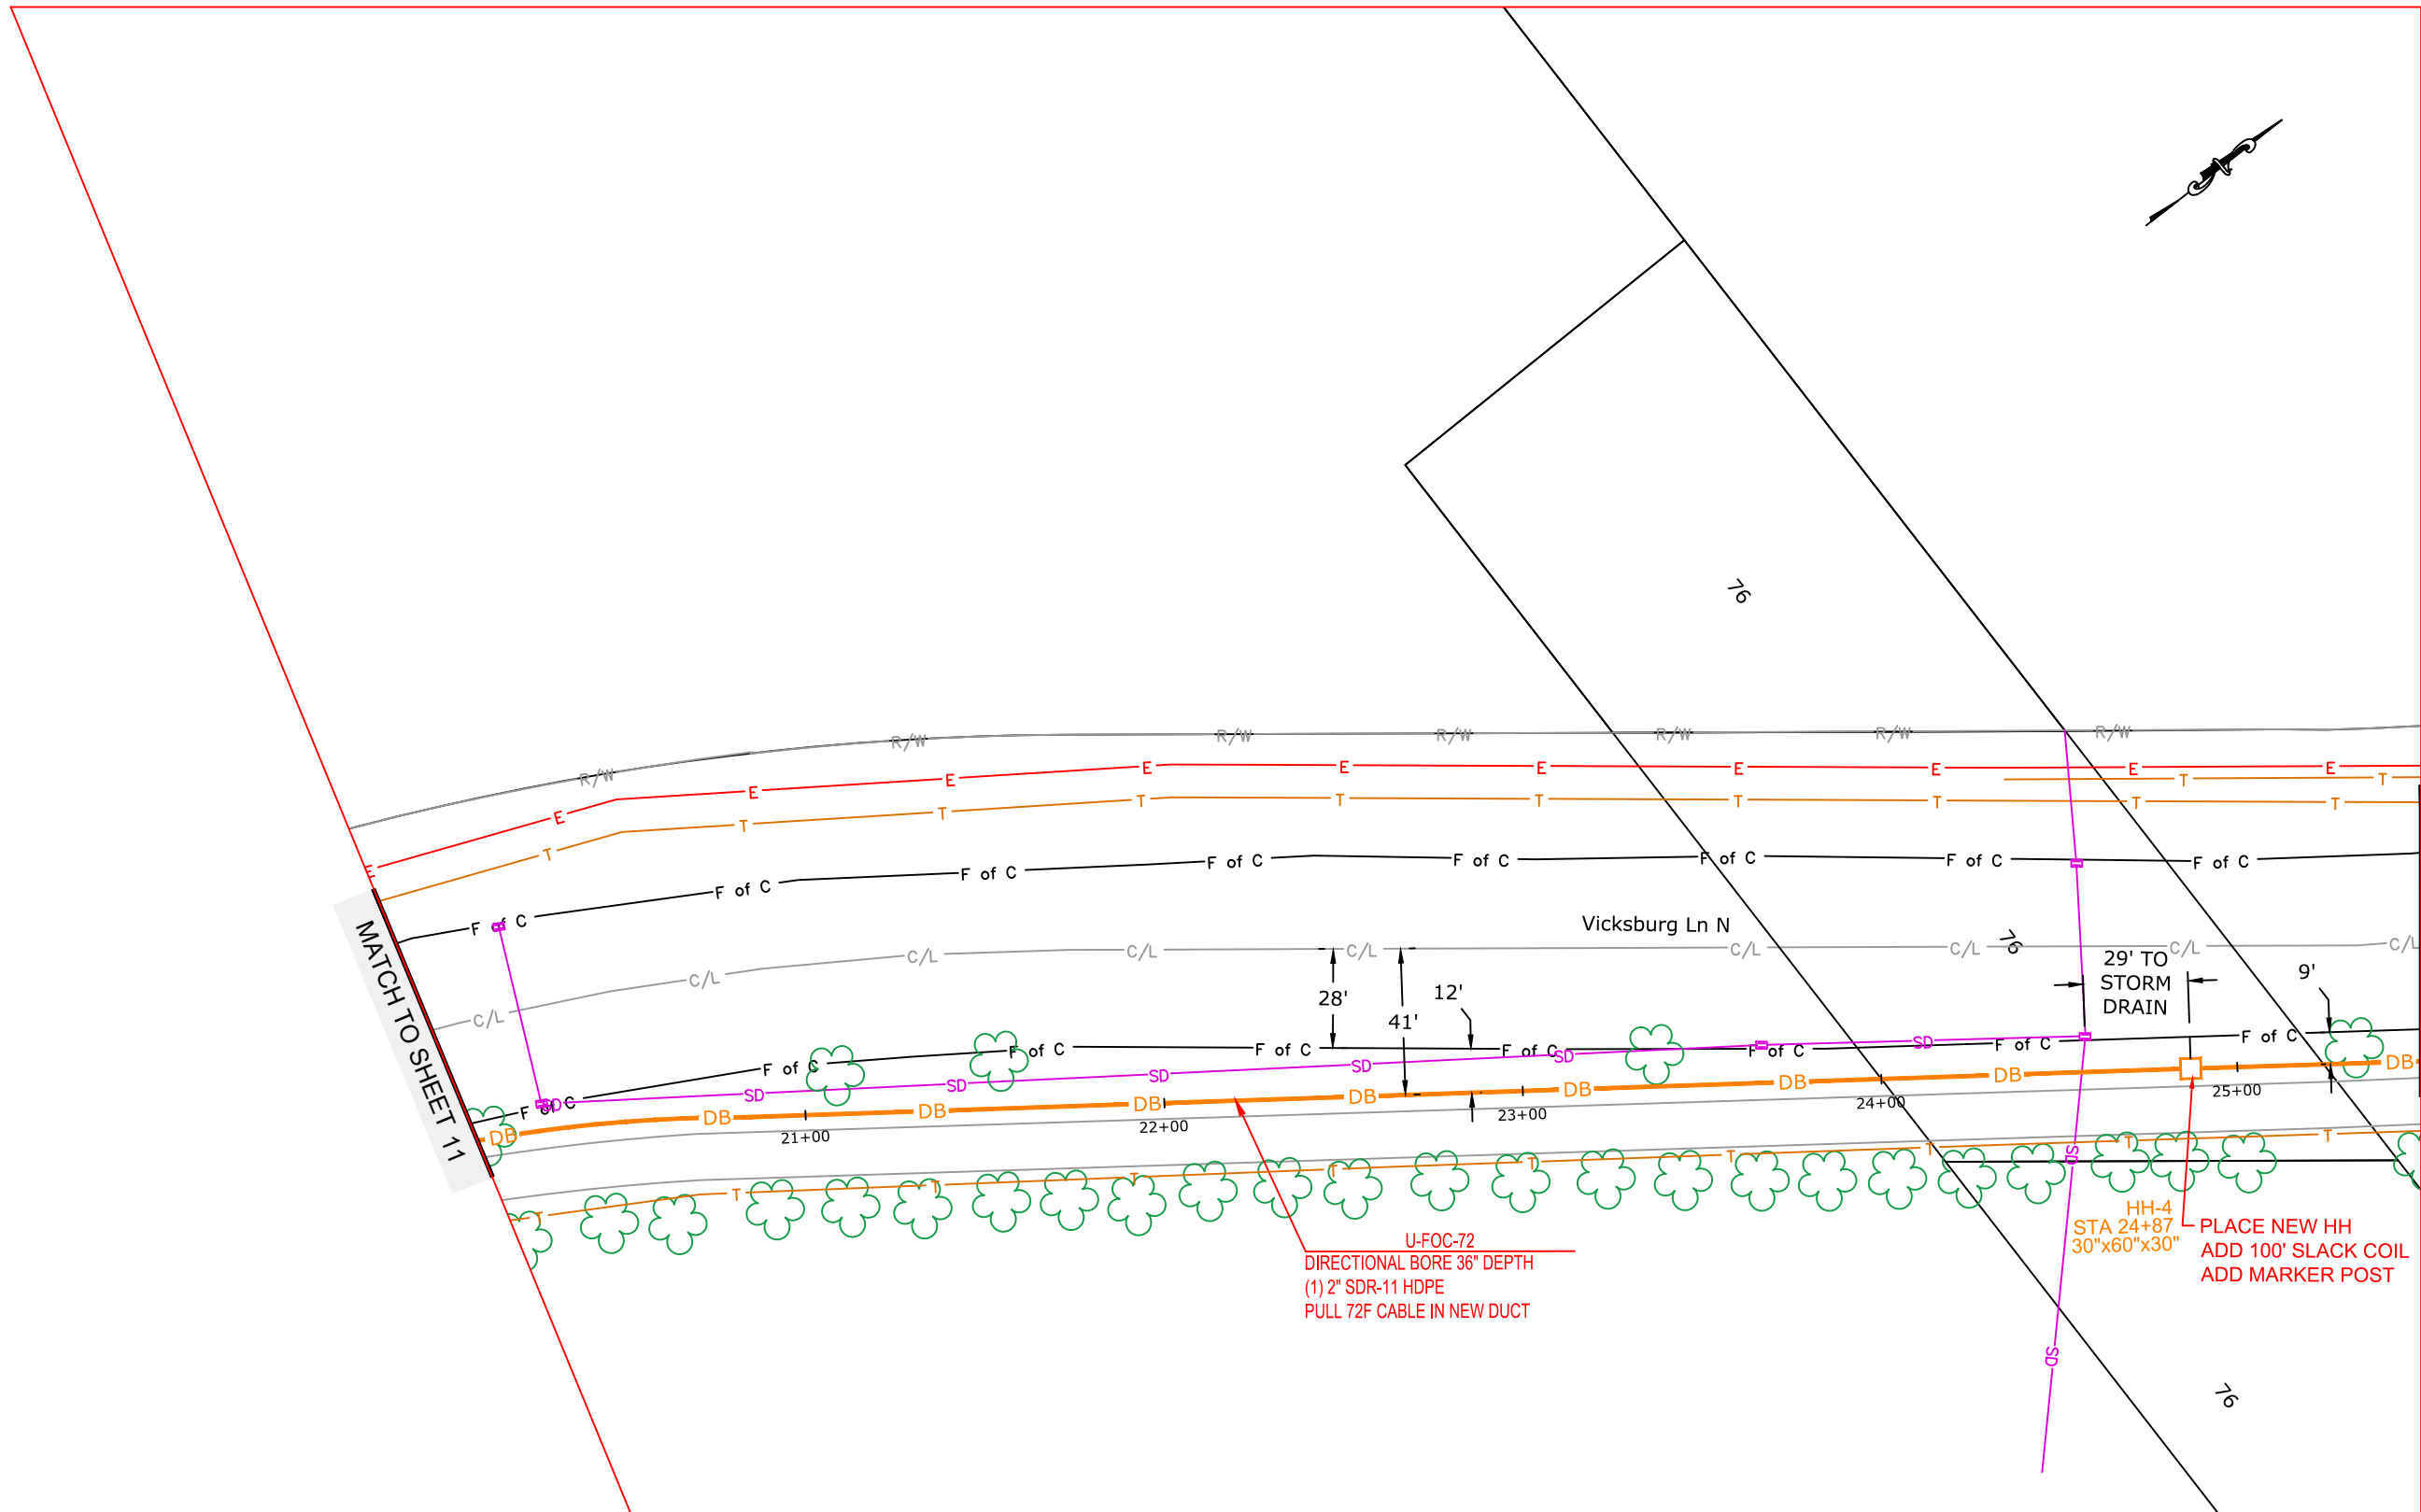 76
R/W R/W R/W R/W R/W R/W R/W
E E E E E E E E E E E
T T
T T T T T T T T T T
F of C F of C F of C F of C F of C F of C F of C F of C
Vicksburg Ln N
C/L C/L C/L C/L C/L C/L C/L C/L C/L
76
MATCH TO SHEET 11
28'
41'
12'
29' TO
STORM
DRAIN
9'
F of C F of C F of C F of C F of C F of C F of C F of C
SD SD SD SD SD SD SD
DB DB DB DB DB DB DB DB DB
21+00
22+00
23+00
24+00
25+00
T T T T T T T T T T
SD
SD
HH-4
STA 24+87
30"x60"x30"
PLACE NEW HH
ADD 100' SLACK COIL
ADD MARKER POST
U-FOC-72
DIRECTIONAL BORE 36" DEPTH
(1) 2" SDR-11 HDPE
PULL 72F CABLE IN NEW DUCT
76